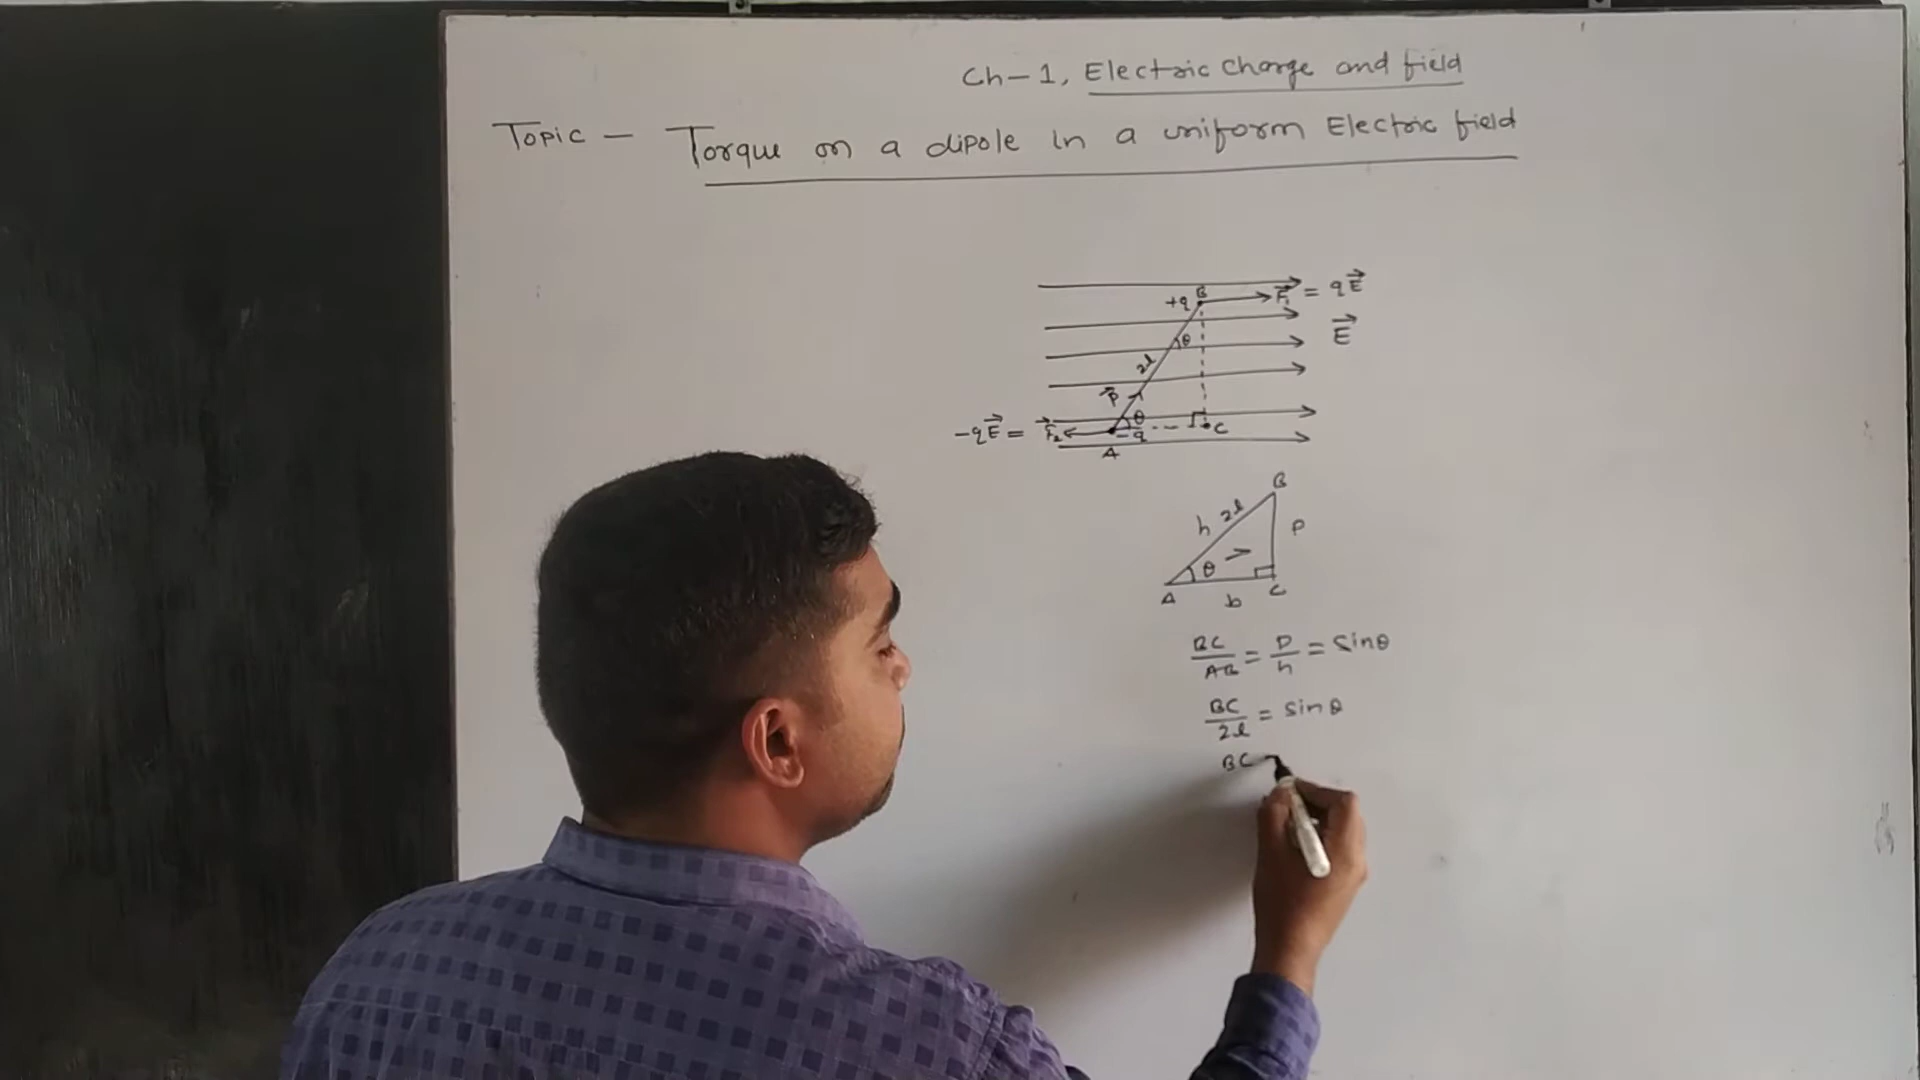 Ch-1, Electric Charge and field
Topic - Torque on a dipole in a uniform Electric field
+q B F₁ = qE
E
θ
2l
P
-qE = F₂ -q θ C
A
B
h 2l P
θ
A b C
BC/AB = P/h = Sinθ
BC/2l = Sinθ
BC